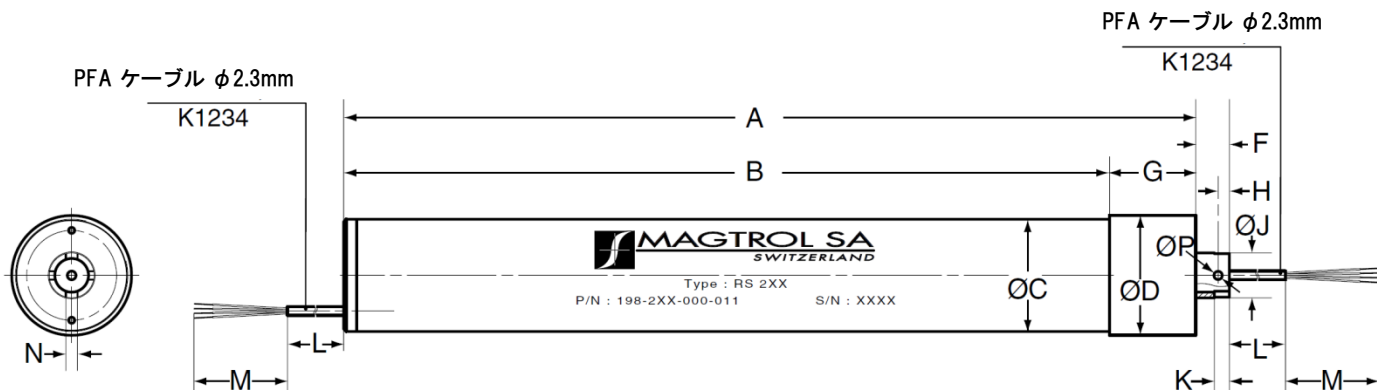 PFA ケーブル φ2.3mm
K1234
PFA ケーブル φ2.3mm
K1234
A
F
B
G
H
ØJ
MAGTROL SA
SWITZERLAND
ØP
Type : RS 2XX
P/N : 198-2XX-000-011 S/N : XXXX
ØC
ØD
N
L
L
M
K
M